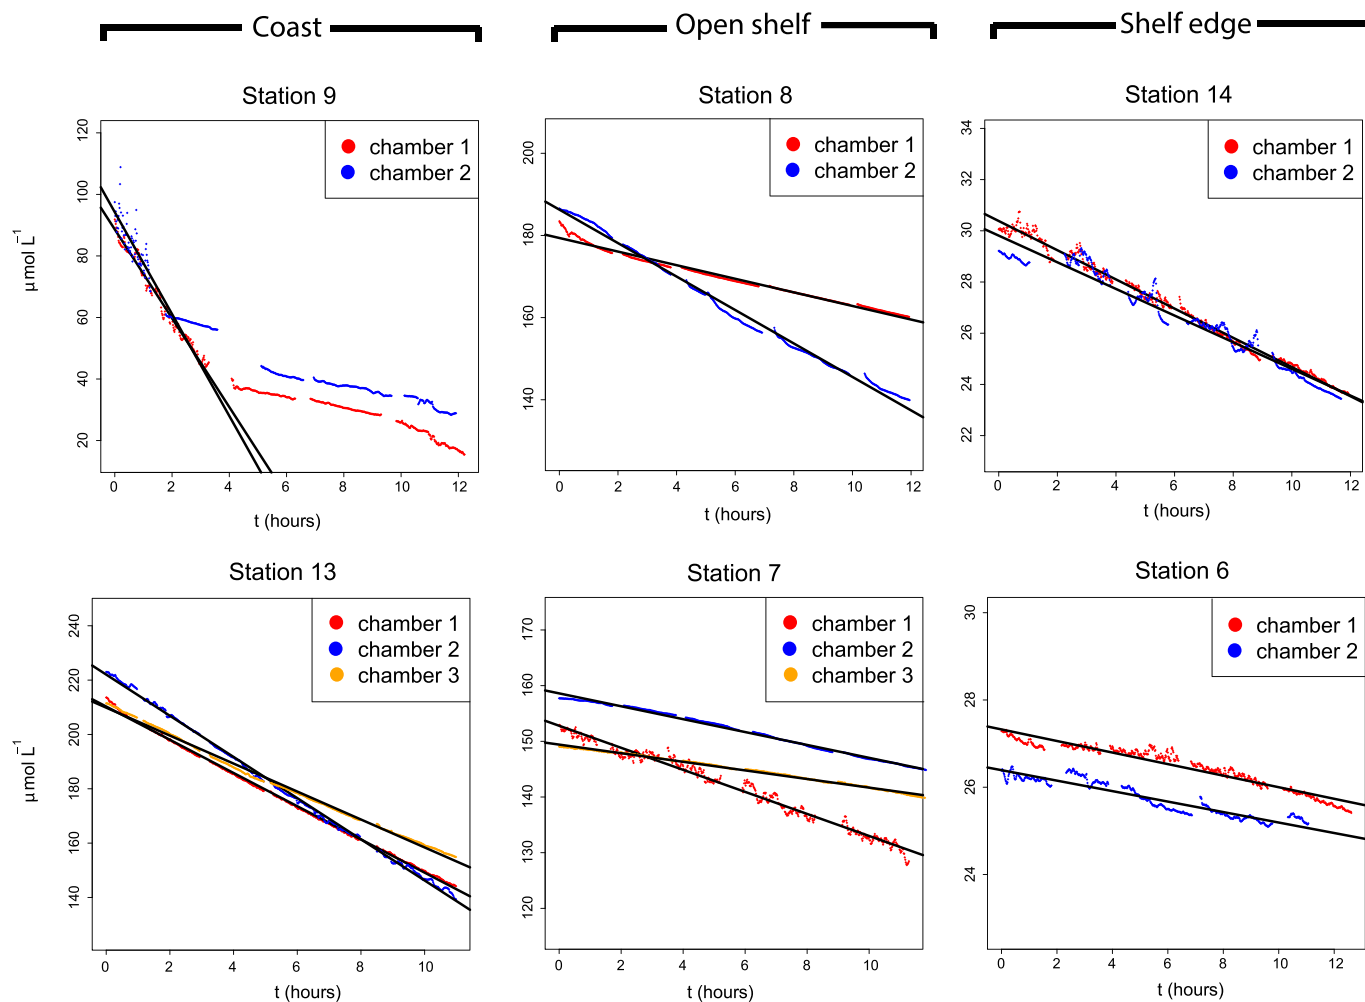 Coast Open shelf Shelf edge
Station 9
chamber 1
chamber 2
120
100
80
60
40
20
µmol L⁻¹
0 2 4 6 8 10 12
t (hours)
Station 8
chamber 1
chamber 2
200
180
160
140
0 2 4 6 8 10 12
t (hours)
Station 14
chamber 1
chamber 2
34
32
30
28
26
24
22
0 2 4 6 8 10 12
t (hours)
Station 13
chamber 1
chamber 2
chamber 3
240
220
200
180
160
140
µmol L⁻¹
0 2 4 6 8 10
t (hours)
Station 7
chamber 1
chamber 2
chamber 3
170
160
150
140
130
120
0 2 4 6 8 10
t (hours)
Station 6
chamber 1
chamber 2
30
28
26
24
0 2 4 6 8 10 12
t (hours)